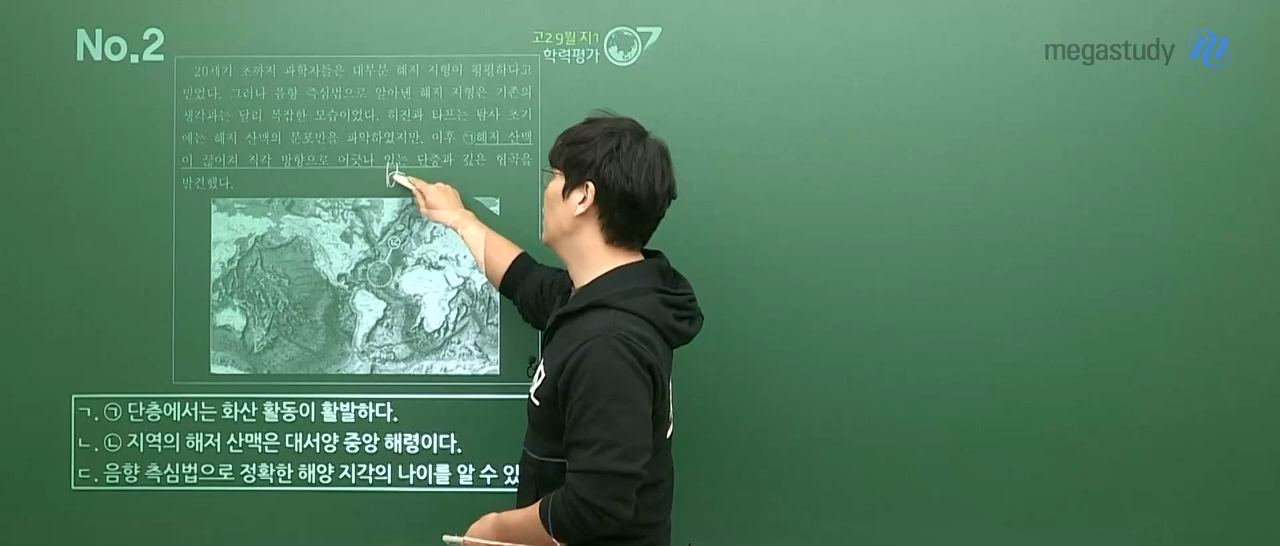 No.2
고2 9월 지1
학력평가
07
megastudy
20세기 초까지 과학자들은 대부분 해저 지형이 평평하다고
믿었다. 그러나 음향 측심법으로 알아낸 해저 지형은 기존의
생각과는 달리 복잡한 모습이었다. 히진과 타프는 탐사 초기
에는 해저 산맥의 분포만을 파악하였지만, 이후 ㉠해저 산맥
이 끊어져 직각 방향으로 어긋나 있는 단층과 깊은 협곡을
발견했다.
㉡
ㄱ. ㉠ 단층에서는 화산 활동이 활발하다.
ㄴ. ㉡ 지역의 해저 산맥은 대서양 중앙 해령이다.
ㄷ. 음향 측심법으로 정확한 해양 지각의 나이를 알 수 있